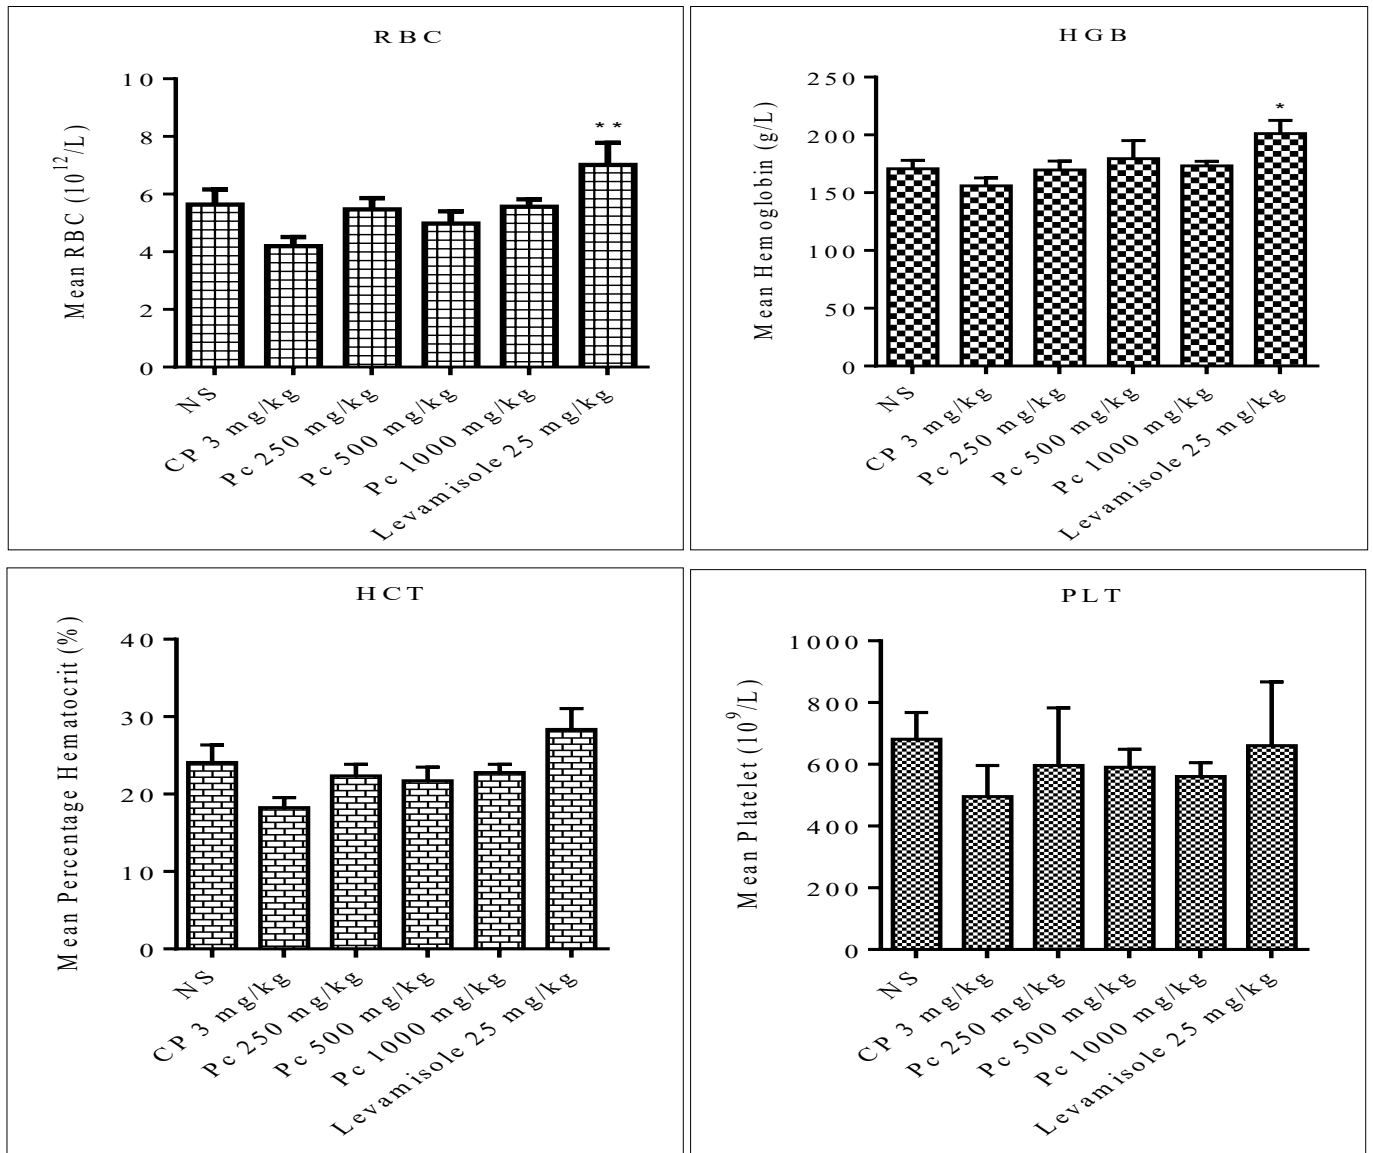 RBC
Mean RBC (10^12/L)
10
8
6
4
2
0
**
NS
CP 3 mg/kg
Pc 250 mg/kg
Pc 500 mg/kg
Pc 1000 mg/kg
Levamisole 25 mg/kg
HGB
Mean Hemoglobin (g/L)
250
200
150
100
50
0
*
NS
CP 3 mg/kg
Pc 250 mg/kg
Pc 500 mg/kg
Pc 1000 mg/kg
Levamisole 25 mg/kg
HCT
Mean Percentage Hematocrit (%)
40
30
20
10
0
NS
CP 3 mg/kg
Pc 250 mg/kg
Pc 500 mg/kg
Pc 1000 mg/kg
Levamisole 25 mg/kg
PLT
Mean Platelet (10^9/L)
1000
800
600
400
200
0
NS
CP 3 mg/kg
Pc 250 mg/kg
Pc 500 mg/kg
Pc 1000 mg/kg
Levamisole 25 mg/kg